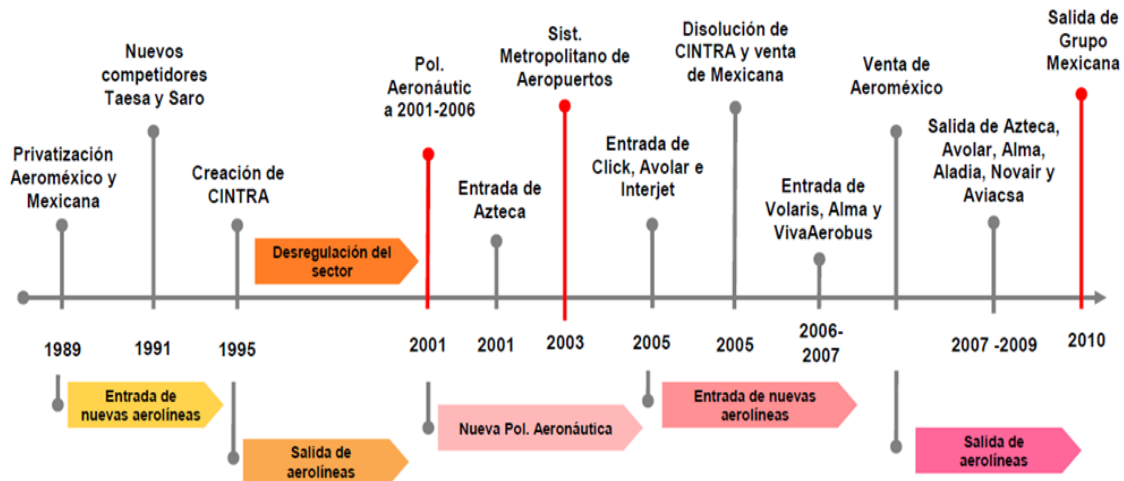 Privatización
Aeroméxico y
Mexicana
Nuevos
competidores
Taesa y Saro
Creación de
CINTRA
Desregulación del
sector
Pol.
Aeronáutic
a 2001-2006
Entrada de
Azteca
Sist.
Metropolitano de
Aeropuertos
Entrada de
Click, Avolar e
Interjet
Disolución de
CINTRA y venta
de Mexicana
Entrada de
Volaris, Alma y
VivaAerobus
Venta de
Aeroméxico
Salida de Azteca,
Avolar, Alma,
Aladia, Novair y
Aviacsa
Salida de
Grupo
Mexicana
1989
1991
1995
2001
2001
2003
2005
2005
2006-
2007
2007 -2009
2010
Entrada de
nuevas aerolíneas
Salida de
aerolíneas
Nueva Pol. Aeronáutica
Entrada de nuevas
aerolíneas
Salida de
aerolíneas